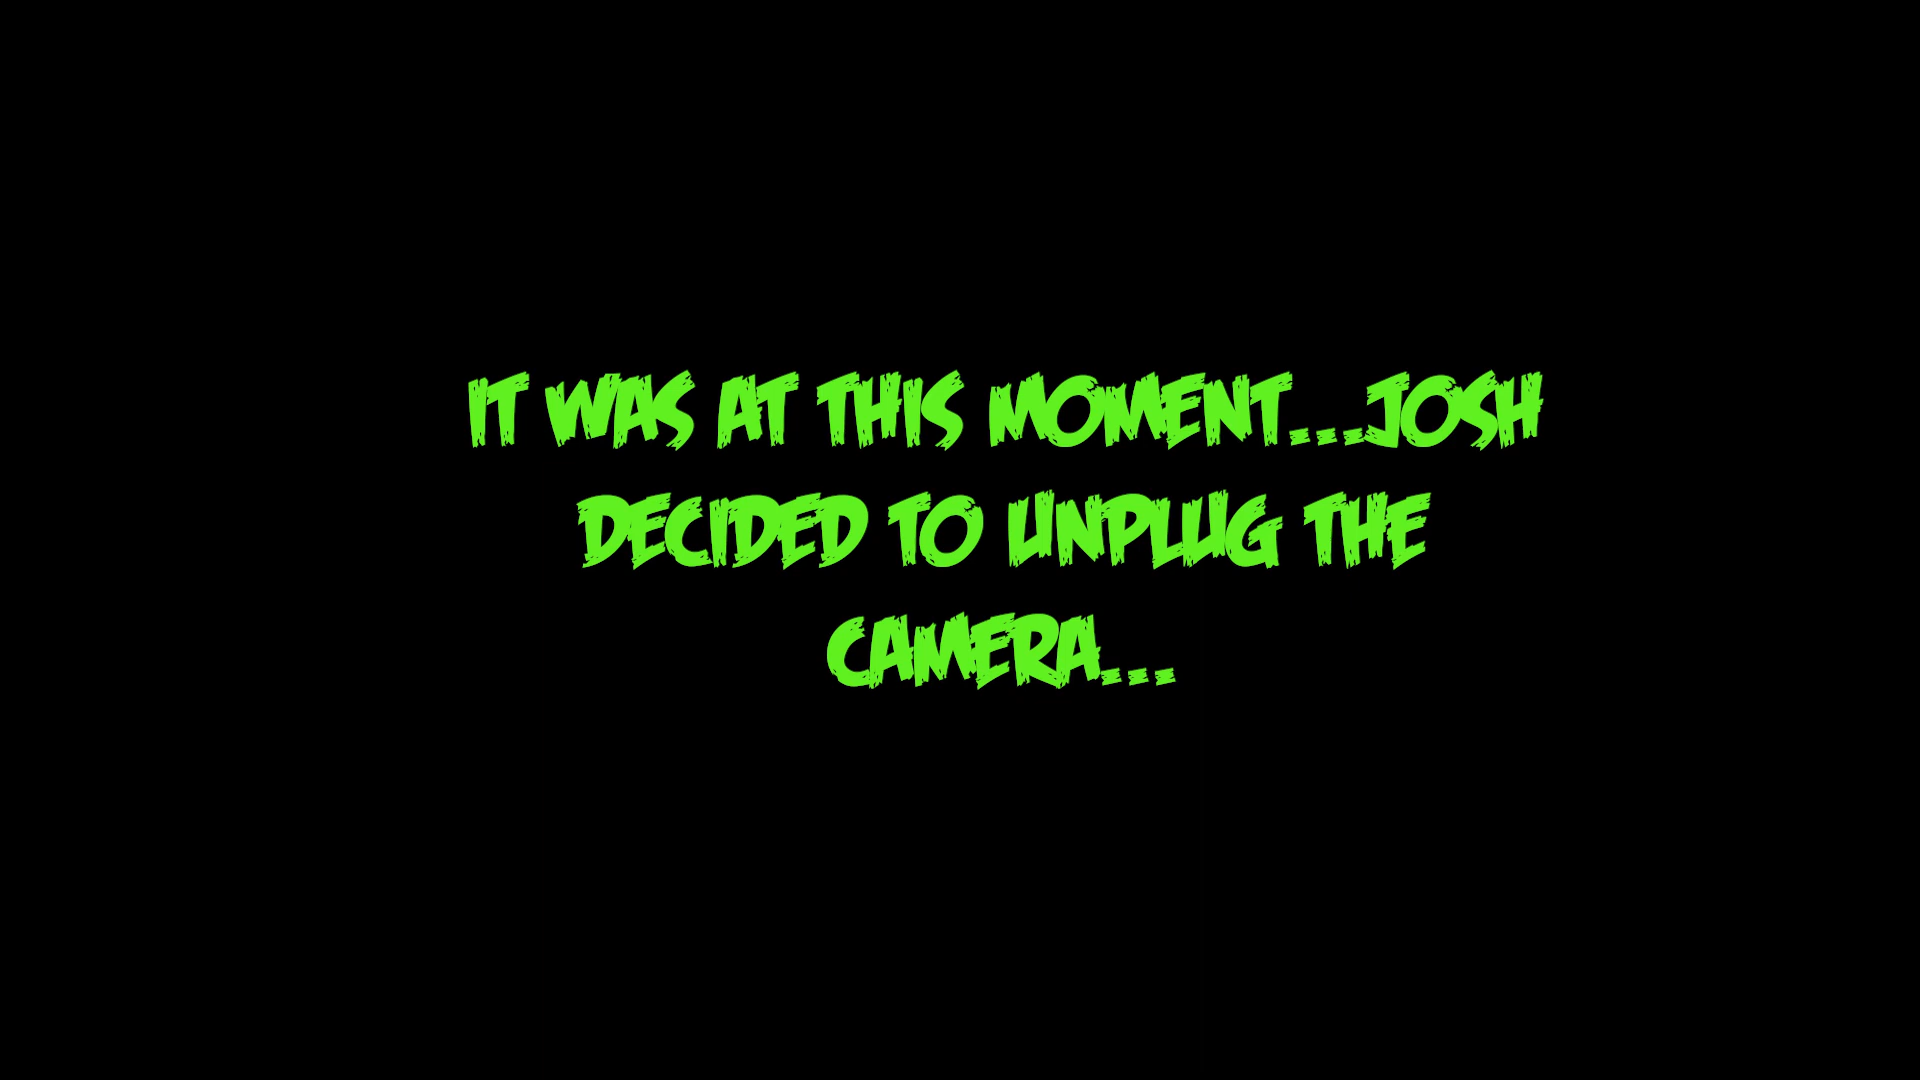 IT WAS AT THIS MOMENT...JOSH
DECIDED TO UNPLUG THE
CAMERA...